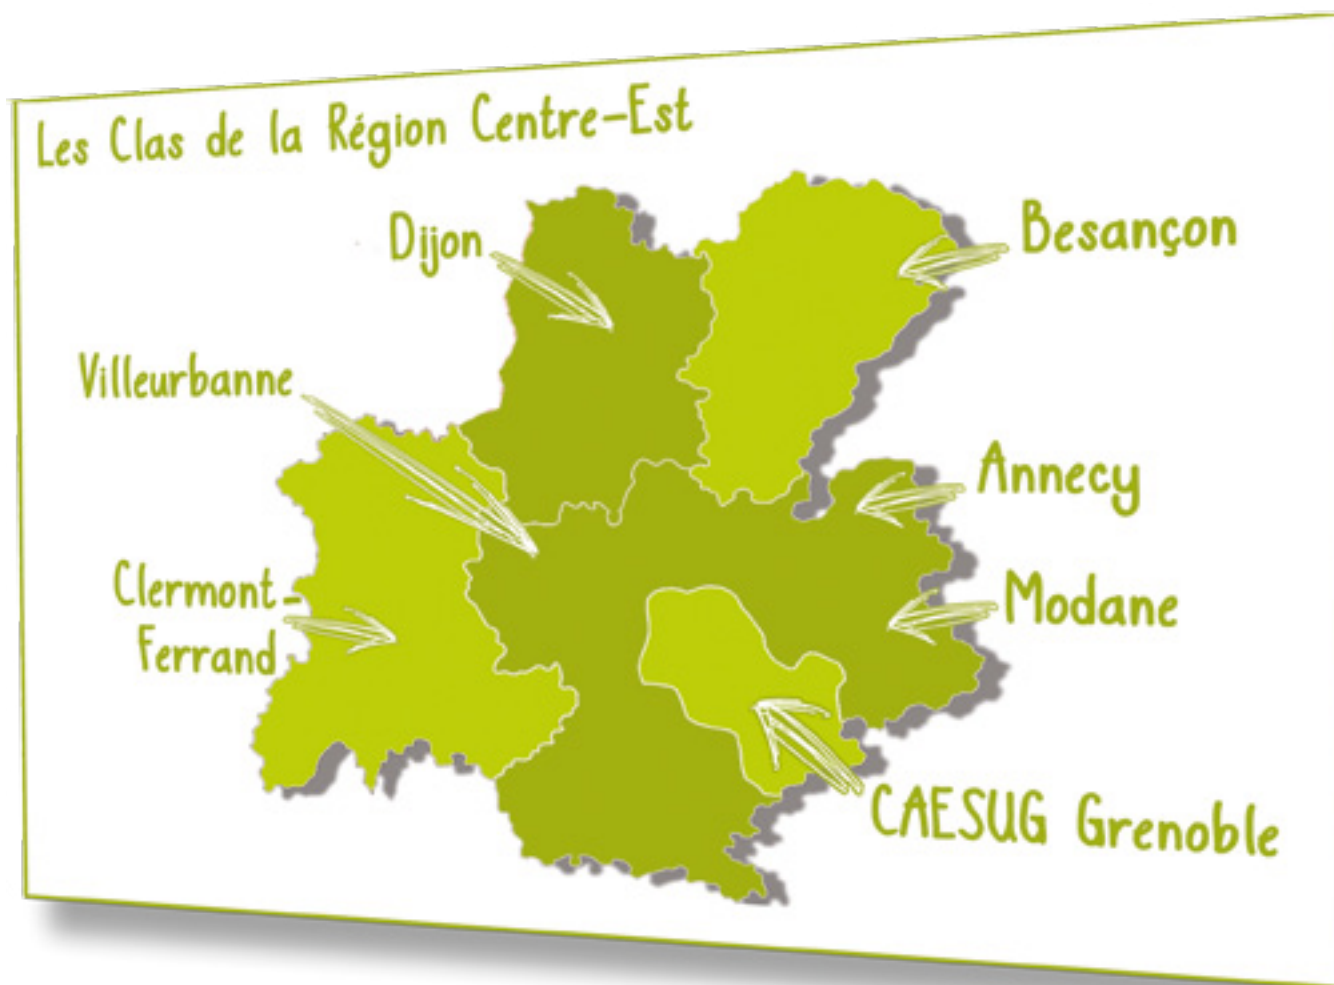 Les Clas de la Région Centre-Est
Dijon
Besançon
Villeurbanne
Annecy
Clermont-
Ferrand
Modane
CAESUG Grenoble